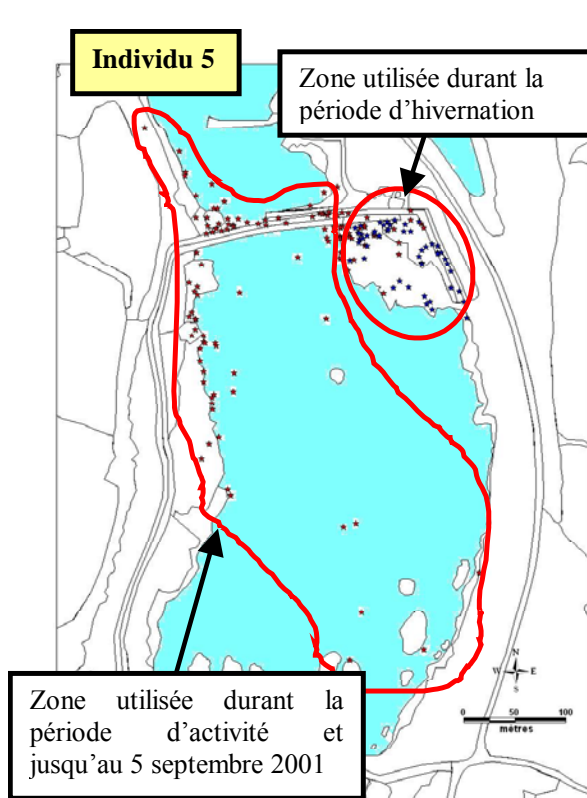 Individu 5
Zone utilisée durant la
période d’hivernation
N
W E
S
0 50 100
métres
Zone utilisée durant la
période d’activité et
jusqu’au 5 septembre 2001